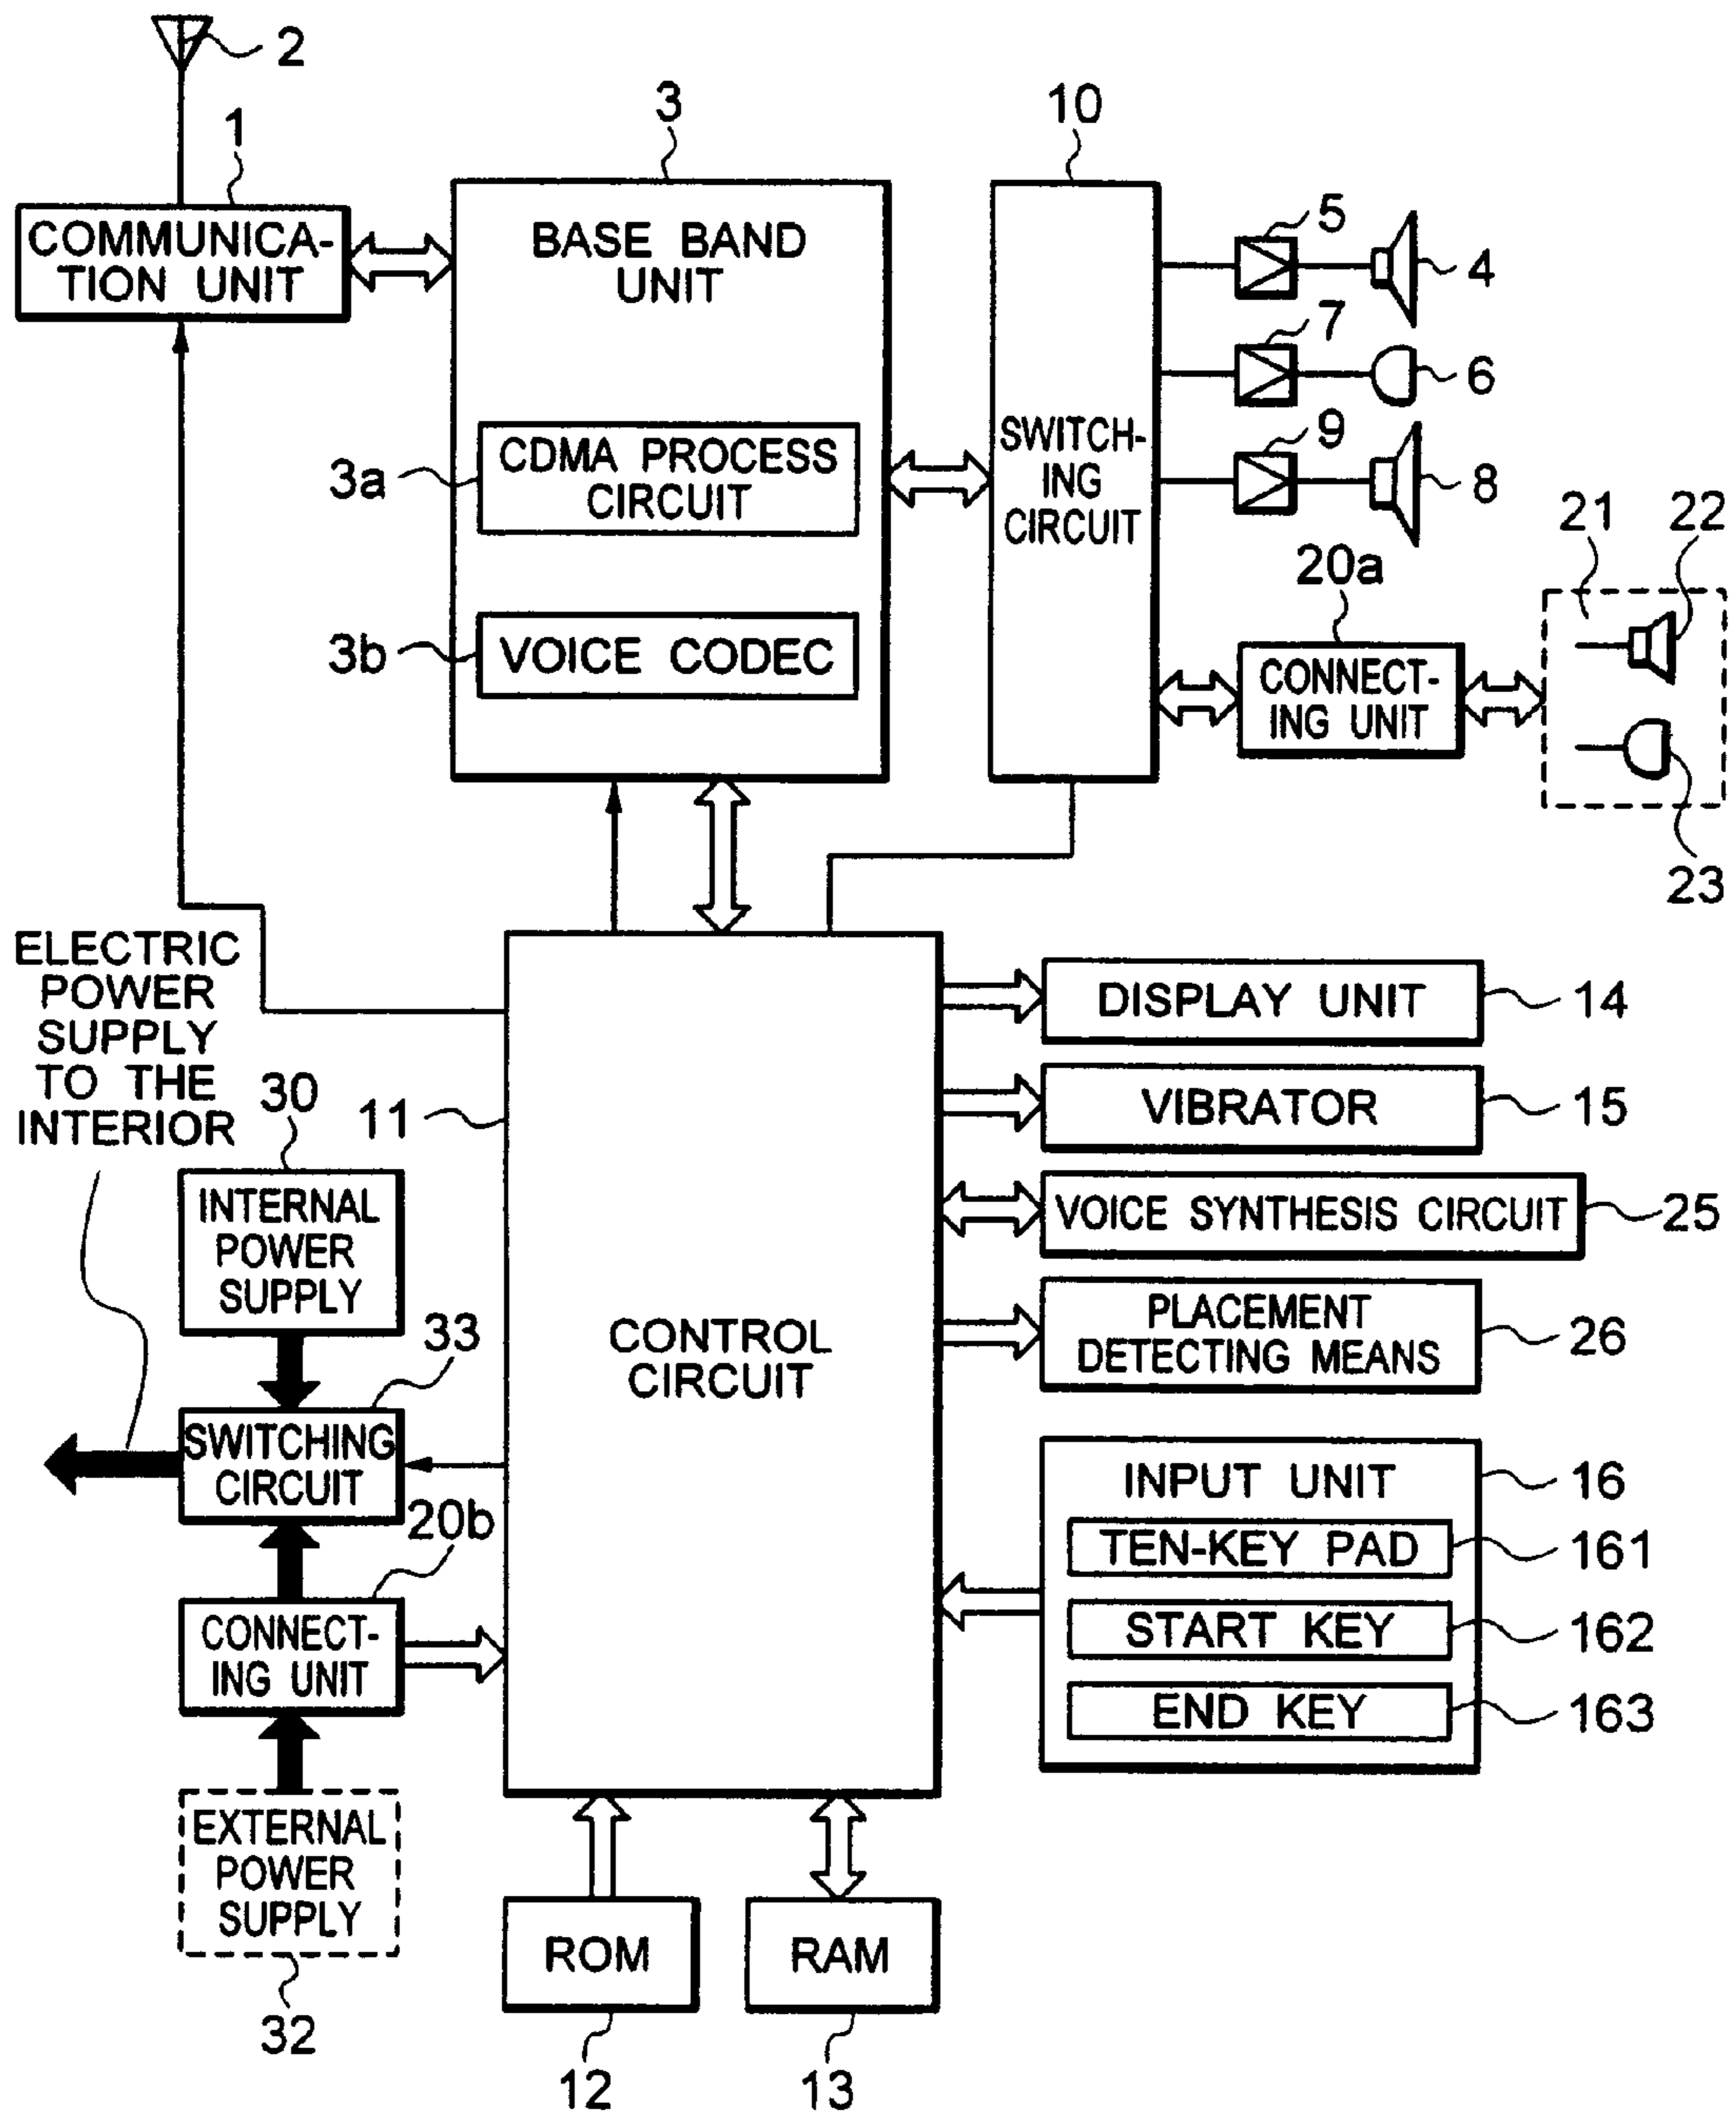 2
1
COMMUNICA-
TION UNIT
3
BASE BAND
UNIT
3a
CDMA PROCESS
CIRCUIT
3b
VOICE CODEC
10
SWITCH-
ING
CIRCUIT
5
4
7
6
9
8
20a
CONNECT-
ING UNIT
21
22
23
ELECTRIC
POWER
SUPPLY
TO THE
INTERIOR
30
INTERNAL
POWER
SUPPLY
33
SWITCHING
CIRCUIT
20b
CONNECT-
ING UNIT
EXTERNAL
POWER
SUPPLY
32
11
CONTROL
CIRCUIT
DISPLAY UNIT
14
VIBRATOR
15
VOICE SYNTHESIS CIRCUIT
25
PLACEMENT
DETECTING MEANS
26
INPUT UNIT
16
TEN-KEY PAD
161
START KEY
162
END KEY
163
ROM
12
RAM
13